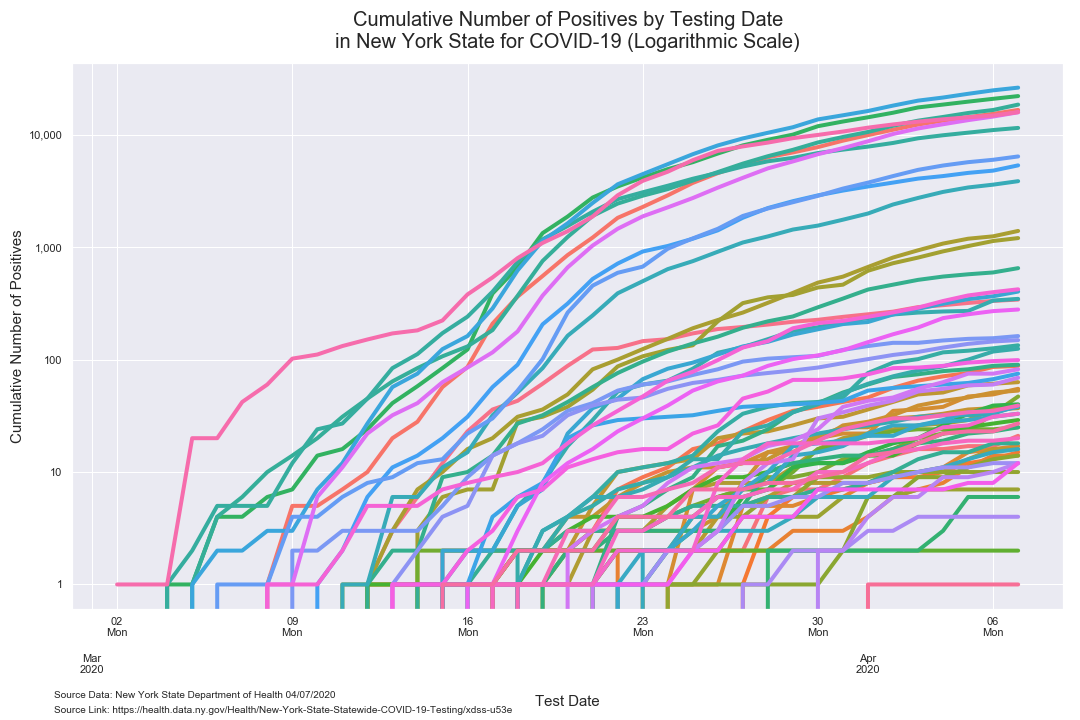 Cumulative Number of Positives by Testing Date
in New York State for COVID-19 (Logarithmic Scale)
Cumulative Number of Positives
10,000
1,000
100
10
1
02
Mon
09
Mon
16
Mon
23
Mon
30
Mon
06
Mon
Mar
2020
Apr
2020
Test Date
Source Data: New York State Department of Health 04/07/2020
Source Link: https://health.data.ny.gov/Health/New-York-State-Statewide-COVID-19-Testing/xdss-u53e